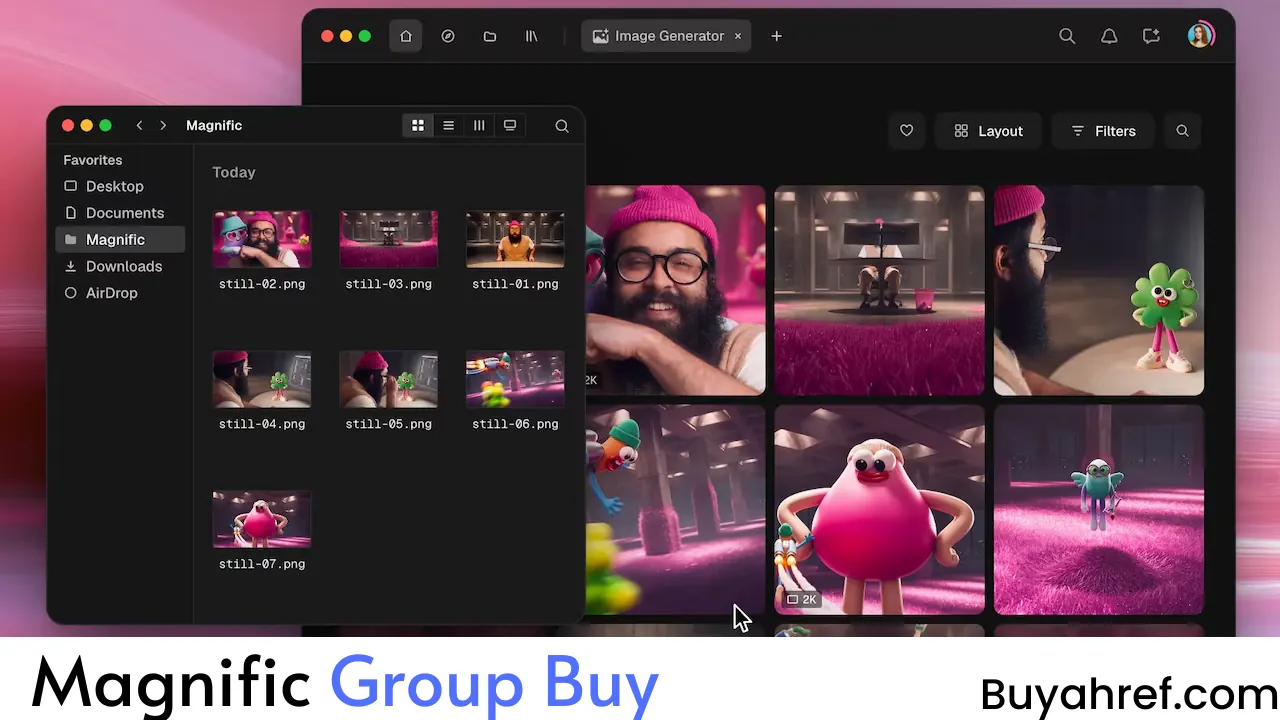 Image Generator
Magnific
Favorites
Desktop
Documents
Magnific
Downloads
AirDrop
Today
still-02.png
still-03.png
still-01.png
still-04.png
still-05.png
still-06.png
still-07.png
Layout
Filters
2K
2K
Magnific Group Buy
Buyahref.com